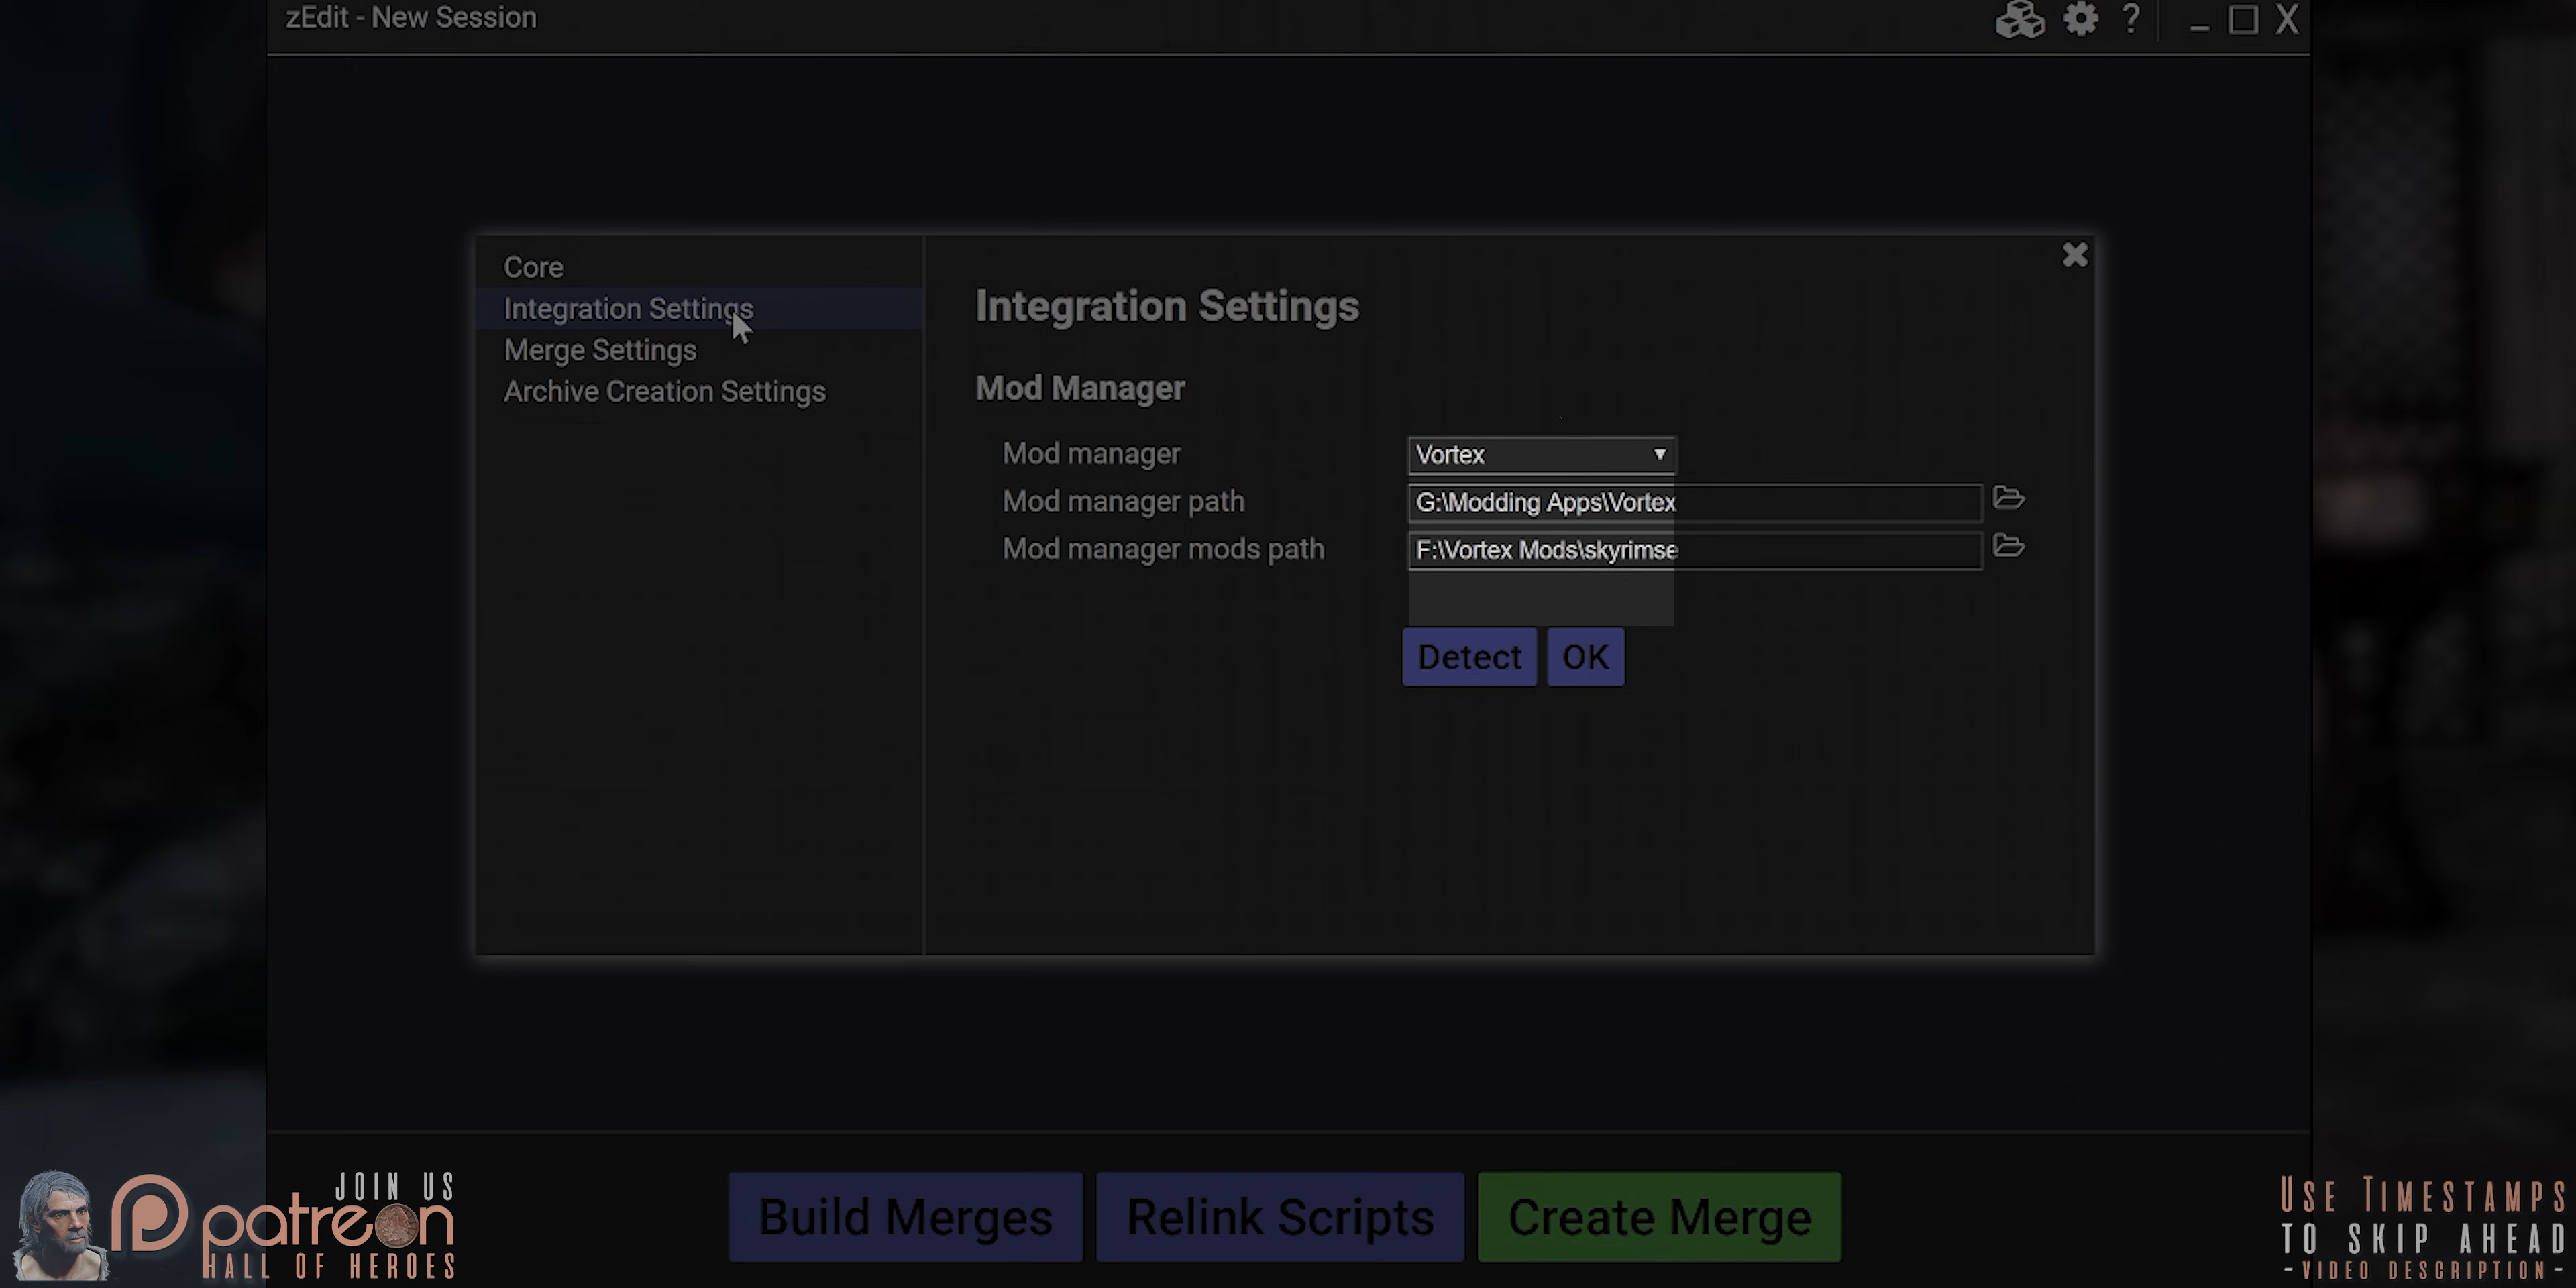 zEdit - New Session
?
X
Core
Integration Settings
Merge Settings
Archive Creation Settings
Integration Settings
Mod Manager
Mod manager
Vortex
Mod manager path
G:\Modding Apps\Vortex
Mod manager mods path
F:\Vortex Mods\skyrimse
Detect
OK
Build Merges
Relink Scripts
Create Merge
JOIN US
patreon
HALL OF HEROES
USE TIMESTAMPS
TO SKIP AHEAD
-VIDEO DESCRIPTION-